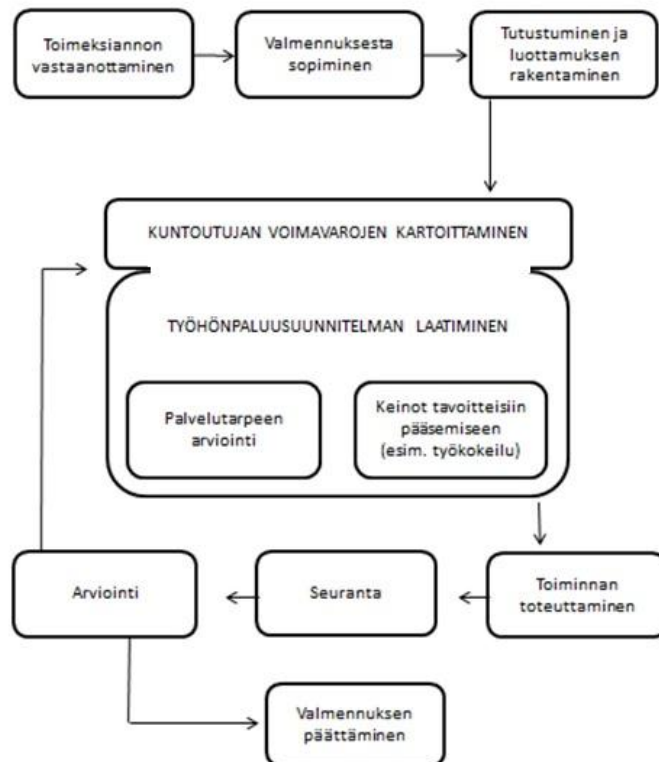 Toimeksiannon
vastaanottaminen
Valmennuksesta
sopiminen
Tutustuminen ja
luottamuksen
rakentaminen
KUNTOUTUJAN VOIMAVAROJEN KARTOITTAMINEN
TYÖHÖNPALUUSUUNNITELMAN LAATIMINEN
Palvelutarpeen
arviointi
Keinot tavoitteisiin
pääsemiseen
(esim. työkokeilu)
Arviointi
Seuranta
Toiminnan
toteuttaminen
Valmennuksen
päättäminen